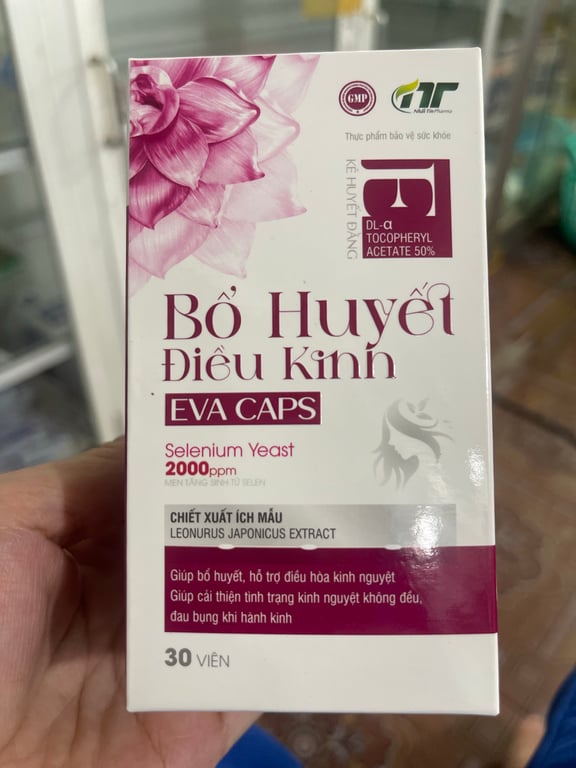 GMP
NT
Thực phẩm bảo vệ sức khỏe
KÊ HUYẾT ĐẰNG
E
DL-α
TOCOPHERYL
ACETATE 50%
Bổ Huyết
Điều Kinh
EVA CAPS
Selenium Yeast
2000ppm
MEN TĂNG SINH TỪ SELEN
CHIẾT XUẤT ÍCH MẪU
LEONURUS JAPONICUS EXTRACT
Giúp bổ huyết, hỗ trợ điều hòa kinh nguyệt
Giúp cải thiện tình trạng kinh nguyệt không đều,
đau bụng khi hành kinh
30 VIÊN